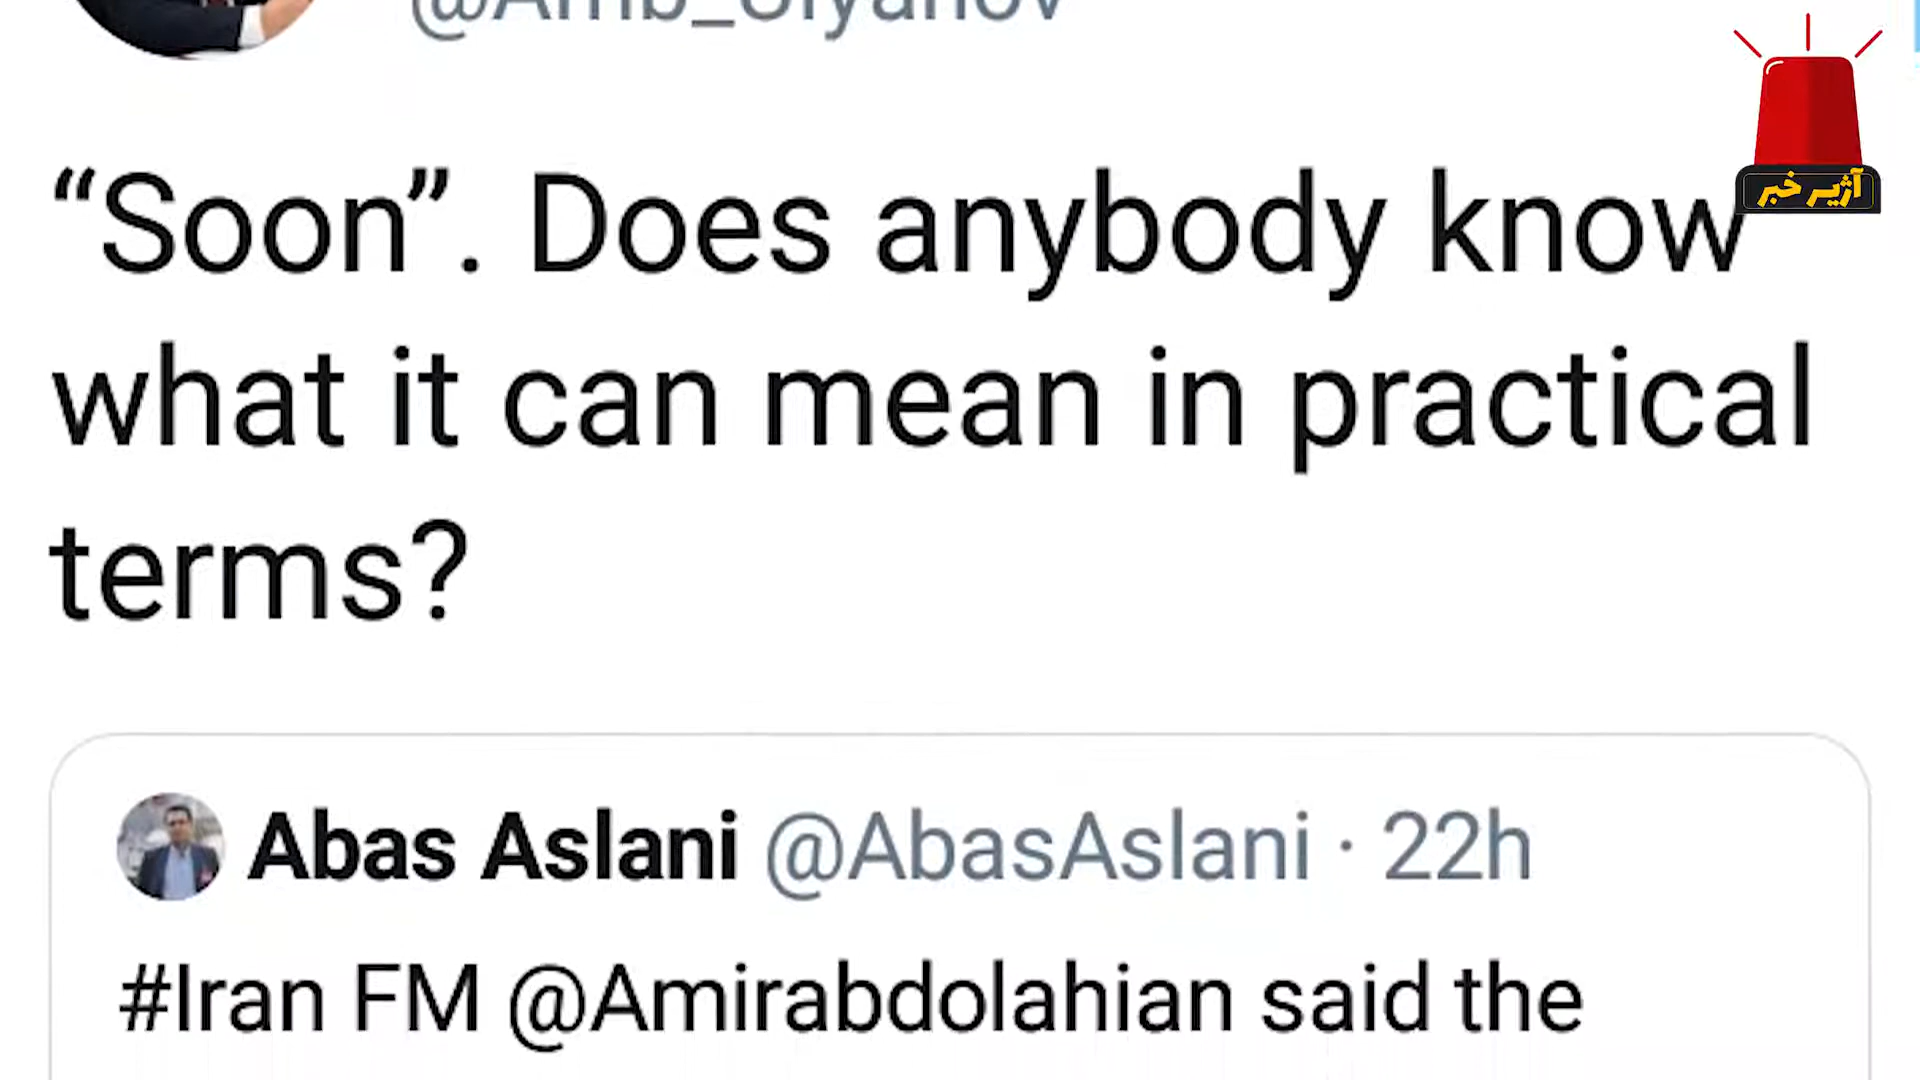 @Amb_Ulyanov
آژیر خبر
“Soon”. Does anybody know
what it can mean in practical
terms?
Abas Aslani @AbasAslani · 22h
#Iran FM @Amirabdolahian said the